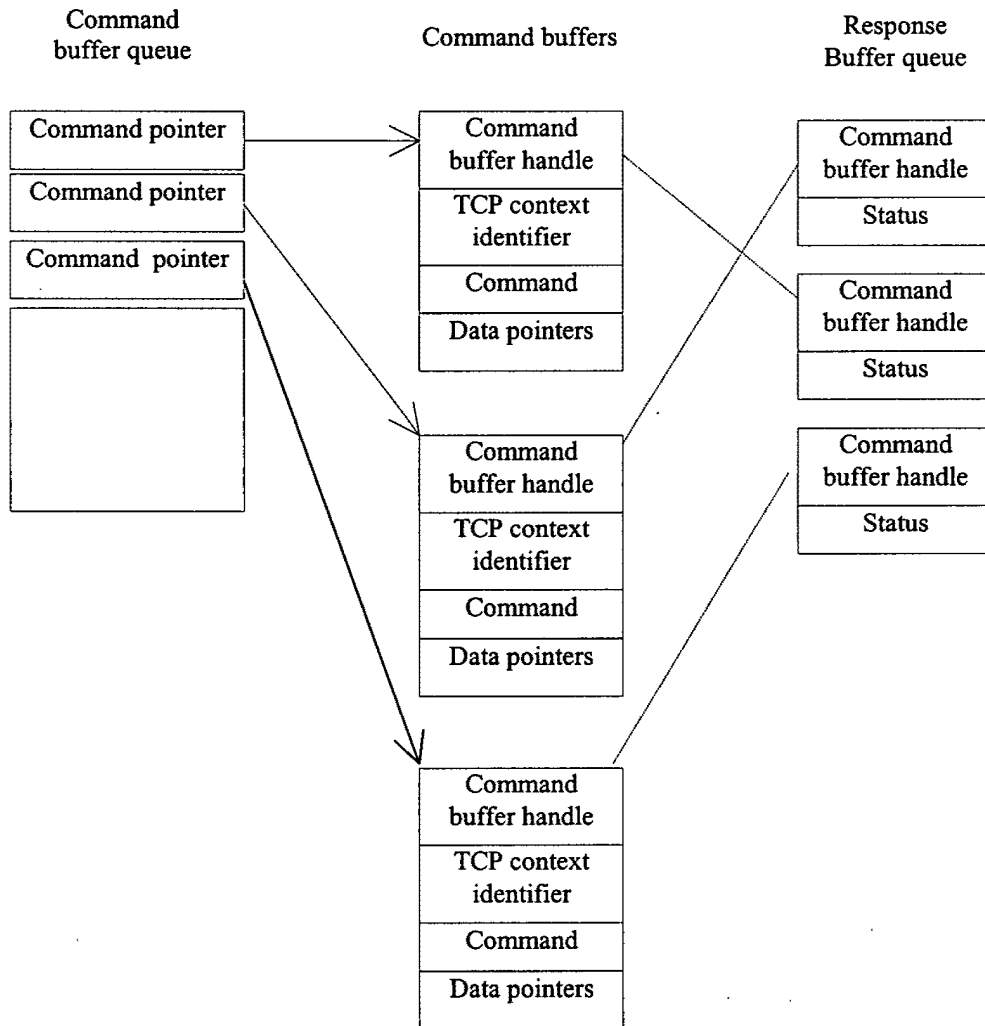 Command
buffer queue
Command buffers
Response
Buffer queue
Command pointer
Command pointer
Command pointer
Command
buffer handle
TCP context
identifier
Command
Data pointers
Command
buffer handle
TCP context
identifier
Command
Data pointers
Command
buffer handle
TCP context
identifier
Command
Data pointers
Command
buffer handle
Status
Command
buffer handle
Status
Command
buffer handle
Status